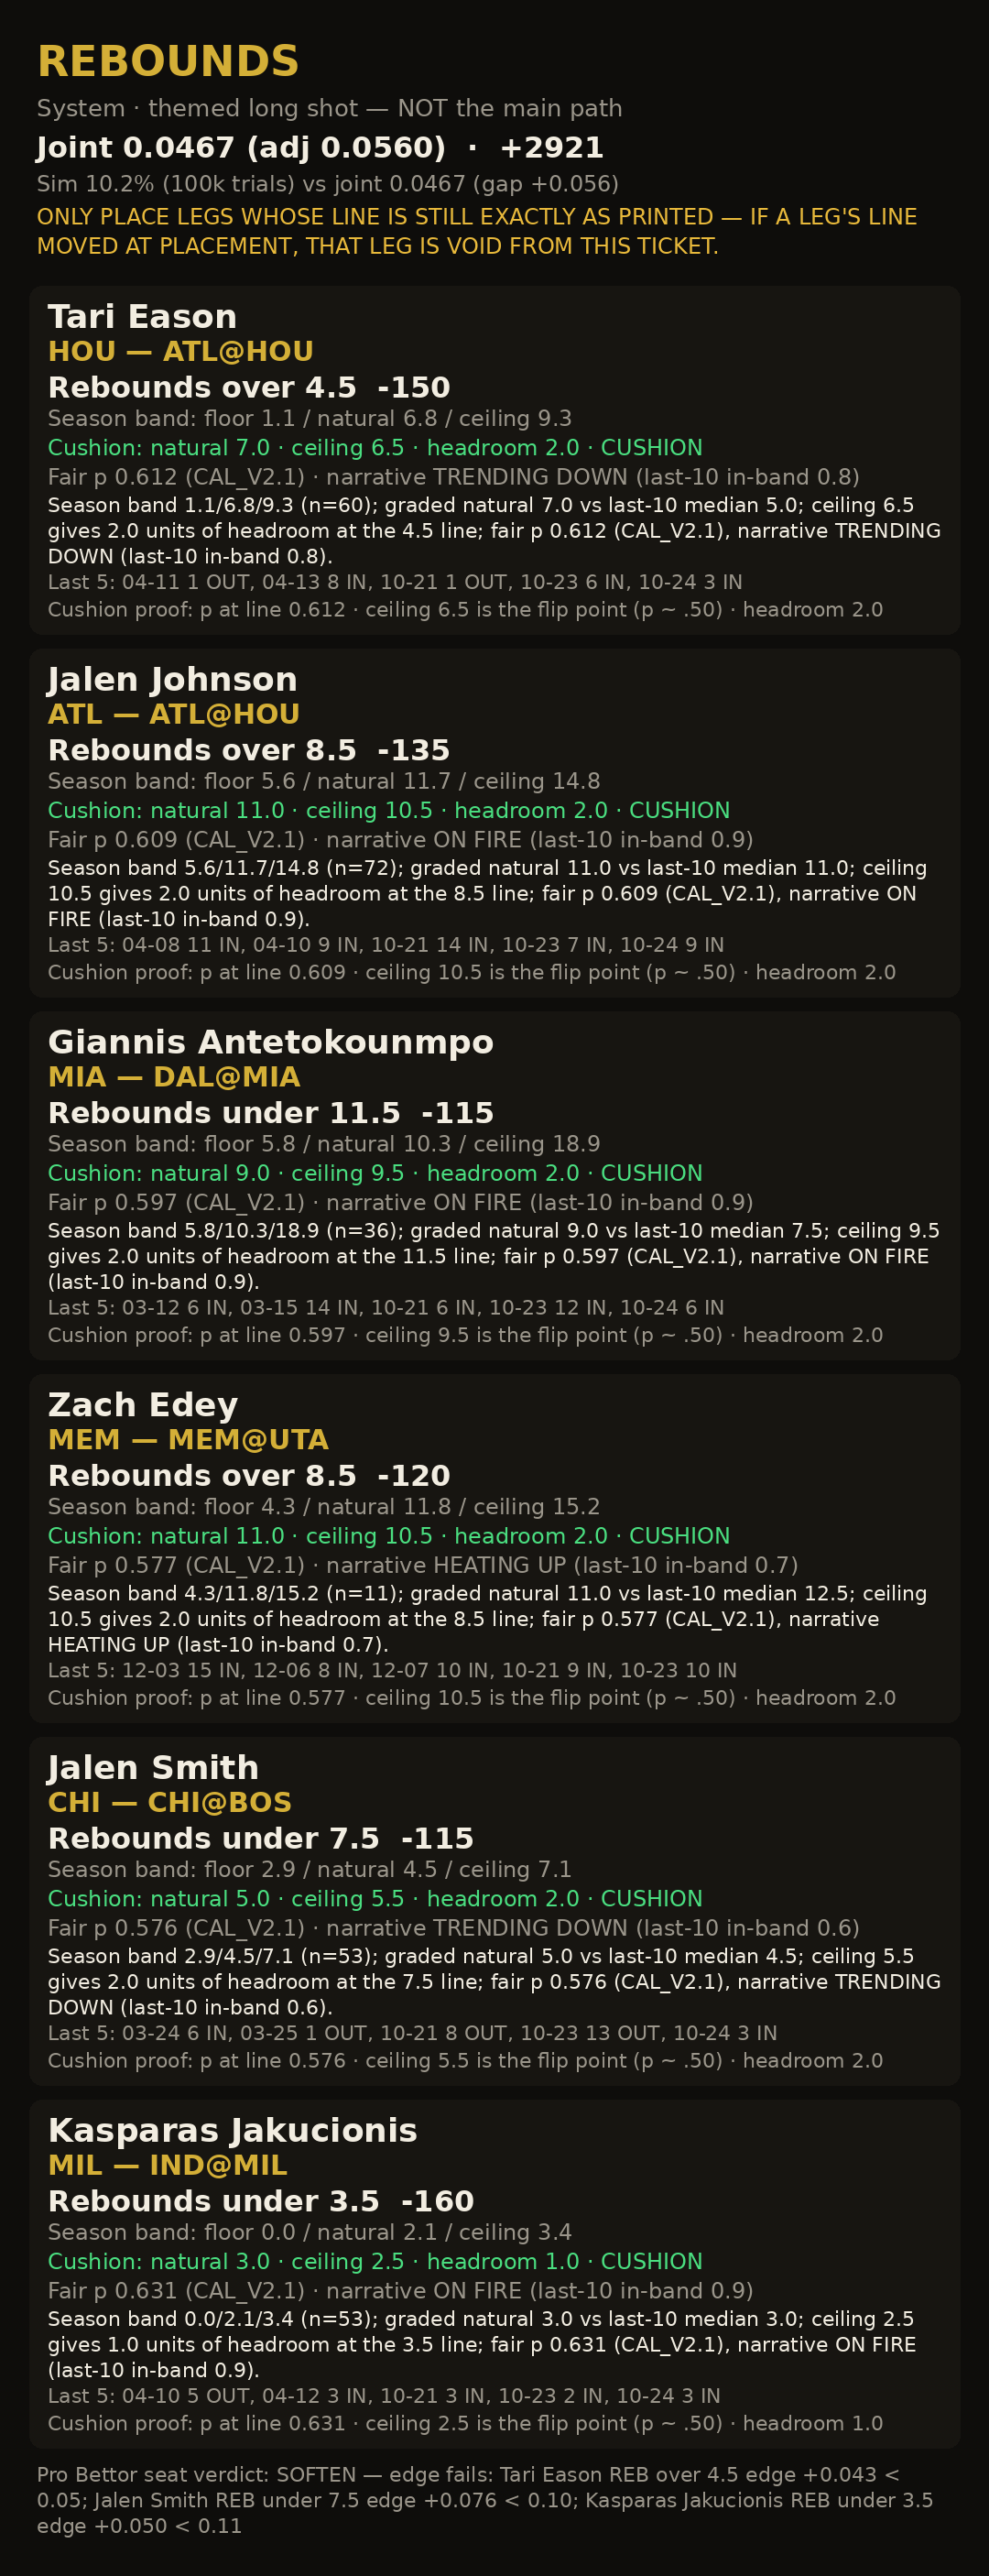 REBOUNDS
System · themed long shot — NOT the main path
Joint 0.0467 (adj 0.0560)  ·  +2921
Sim 10.2% (100k trials) vs joint 0.0467 (gap +0.056)
ONLY PLACE LEGS WHOSE LINE IS STILL EXACTLY AS PRINTED — IF A LEG'S LINE
MOVED AT PLACEMENT, THAT LEG IS VOID FROM THIS TICKET.
Tari Eason
HOU — ATL@HOU
Rebounds over 4.5  -150
Season band: floor 1.1 / natural 6.8 / ceiling 9.3
Cushion: natural 7.0 · ceiling 6.5 · headroom 2.0 · CUSHION
Fair p 0.612 (CAL_V2.1) · narrative TRENDING DOWN (last-10 in-band 0.8)
Season band 1.1/6.8/9.3 (n=60); graded natural 7.0 vs last-10 median 5.0; ceiling 6.5
gives 2.0 units of headroom at the 4.5 line; fair p 0.612 (CAL_V2.1), narrative TRENDING
DOWN (last-10 in-band 0.8).
Last 5: 04-11 1 OUT, 04-13 8 IN, 10-21 1 OUT, 10-23 6 IN, 10-24 3 IN
Cushion proof: p at line 0.612 · ceiling 6.5 is the flip point (p ~ .50) · headroom 2.0
Jalen Johnson
ATL — ATL@HOU
Rebounds over 8.5  -135
Season band: floor 5.6 / natural 11.7 / ceiling 14.8
Cushion: natural 11.0 · ceiling 10.5 · headroom 2.0 · CUSHION
Fair p 0.609 (CAL_V2.1) · narrative ON FIRE (last-10 in-band 0.9)
Season band 5.6/11.7/14.8 (n=72); graded natural 11.0 vs last-10 median 11.0; ceiling
10.5 gives 2.0 units of headroom at the 8.5 line; fair p 0.609 (CAL_V2.1), narrative ON
FIRE (last-10 in-band 0.9).
Last 5: 04-08 11 IN, 04-10 9 IN, 10-21 14 IN, 10-23 7 IN, 10-24 9 IN
Cushion proof: p at line 0.609 · ceiling 10.5 is the flip point (p ~ .50) · headroom 2.0
Giannis Antetokounmpo
MIA — DAL@MIA
Rebounds under 11.5  -115
Season band: floor 5.8 / natural 10.3 / ceiling 18.9
Cushion: natural 9.0 · ceiling 9.5 · headroom 2.0 · CUSHION
Fair p 0.597 (CAL_V2.1) · narrative ON FIRE (last-10 in-band 0.9)
Season band 5.8/10.3/18.9 (n=36); graded natural 9.0 vs last-10 median 7.5; ceiling 9.5
gives 2.0 units of headroom at the 11.5 line; fair p 0.597 (CAL_V2.1), narrative ON FIRE
(last-10 in-band 0.9).
Last 5: 03-12 6 IN, 03-15 14 IN, 10-21 6 IN, 10-23 12 IN, 10-24 6 IN
Cushion proof: p at line 0.597 · ceiling 9.5 is the flip point (p ~ .50) · headroom 2.0
Zach Edey
MEM — MEM@UTA
Rebounds over 8.5  -120
Season band: floor 4.3 / natural 11.8 / ceiling 15.2
Cushion: natural 11.0 · ceiling 10.5 · headroom 2.0 · CUSHION
Fair p 0.577 (CAL_V2.1) · narrative HEATING UP (last-10 in-band 0.7)
Season band 4.3/11.8/15.2 (n=11); graded natural 11.0 vs last-10 median 12.5; ceiling
10.5 gives 2.0 units of headroom at the 8.5 line; fair p 0.577 (CAL_V2.1), narrative
HEATING UP (last-10 in-band 0.7).
Last 5: 12-03 15 IN, 12-06 8 IN, 12-07 10 IN, 10-21 9 IN, 10-23 10 IN
Cushion proof: p at line 0.577 · ceiling 10.5 is the flip point (p ~ .50) · headroom 2.0
Jalen Smith
CHI — CHI@BOS
Rebounds under 7.5  -115
Season band: floor 2.9 / natural 4.5 / ceiling 7.1
Cushion: natural 5.0 · ceiling 5.5 · headroom 2.0 · CUSHION
Fair p 0.576 (CAL_V2.1) · narrative TRENDING DOWN (last-10 in-band 0.6)
Season band 2.9/4.5/7.1 (n=53); graded natural 5.0 vs last-10 median 4.5; ceiling 5.5
gives 2.0 units of headroom at the 7.5 line; fair p 0.576 (CAL_V2.1), narrative TRENDING
DOWN (last-10 in-band 0.6).
Last 5: 03-24 6 IN, 03-25 1 OUT, 10-21 8 OUT, 10-23 13 OUT, 10-24 3 IN
Cushion proof: p at line 0.576 · ceiling 5.5 is the flip point (p ~ .50) · headroom 2.0
Kasparas Jakucionis
MIL — IND@MIL
Rebounds under 3.5  -160
Season band: floor 0.0 / natural 2.1 / ceiling 3.4
Cushion: natural 3.0 · ceiling 2.5 · headroom 1.0 · CUSHION
Fair p 0.631 (CAL_V2.1) · narrative ON FIRE (last-10 in-band 0.9)
Season band 0.0/2.1/3.4 (n=53); graded natural 3.0 vs last-10 median 3.0; ceiling 2.5
gives 1.0 units of headroom at the 3.5 line; fair p 0.631 (CAL_V2.1), narrative ON FIRE
(last-10 in-band 0.9).
Last 5: 04-10 5 OUT, 04-12 3 IN, 10-21 3 IN, 10-23 2 IN, 10-24 3 IN
Cushion proof: p at line 0.631 · ceiling 2.5 is the flip point (p ~ .50) · headroom 1.0
Pro Bettor seat verdict: SOFTEN — edge fails: Tari Eason REB over 4.5 edge +0.043 <
0.05; Jalen Smith REB under 7.5 edge +0.076 < 0.10; Kasparas Jakucionis REB under 3.5
edge +0.050 < 0.11